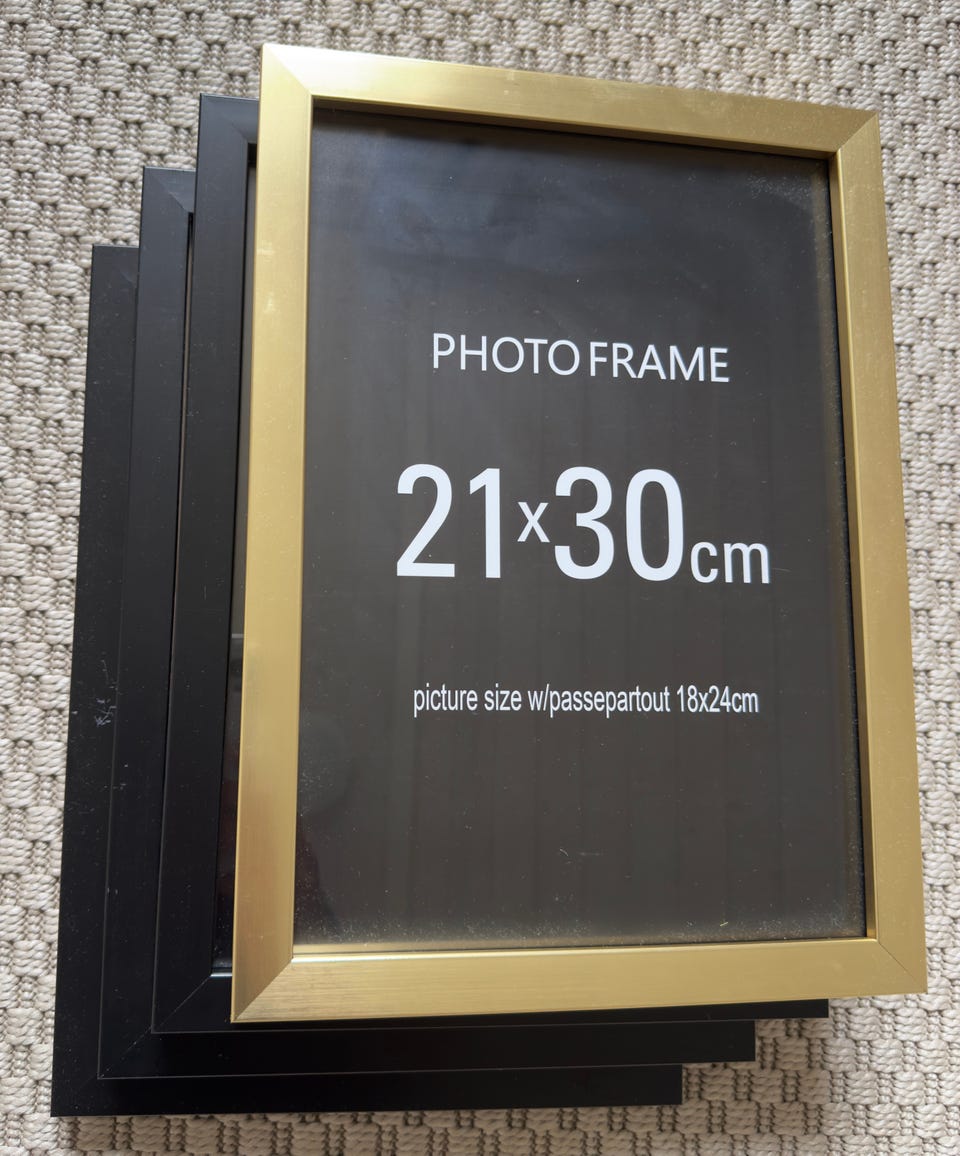 PHOTO FRAME
21x30cm
picture size w/passepartout 18x24cm